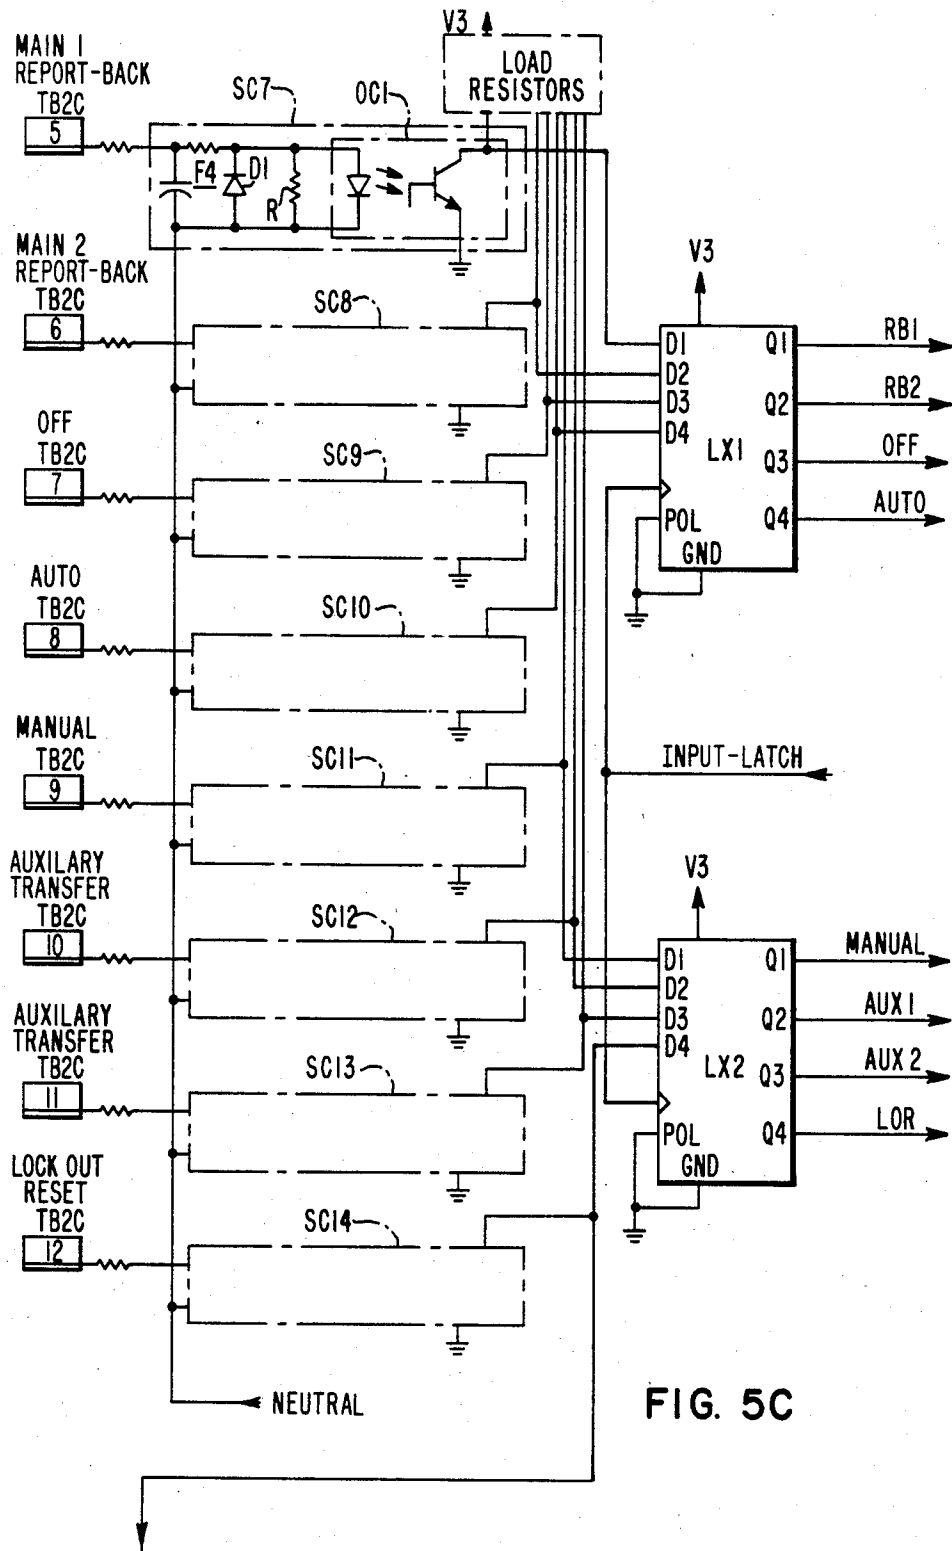 V3
MAIN 1
REPORT-BACK
TB2C
5
SC7
OC1
LOAD
RESISTORS
F4
D1
R
MAIN 2
REPORT-BACK
TB2C
6
SC8
V3
D1
D2
D3
D4
LX1
POL
GND
Q1
Q2
Q3
Q4
RB1
RB2
OFF
AUTO
OFF
TB2C
7
SC9
AUTO
TB2C
8
SC10
MANUAL
TB2C
9
SC11
INPUT-LATCH
AUXILARY
TRANSFER
TB2C
10
SC12
V3
D1
D2
D3
D4
LX2
POL
GND
Q1
Q2
Q3
Q4
MANUAL
AUX 1
AUX 2
LOR
AUXILARY
TRANSFER
TB2C
11
SC13
LOCK OUT
RESET
TB2C
12
SC14
NEUTRAL
FIG. 5C